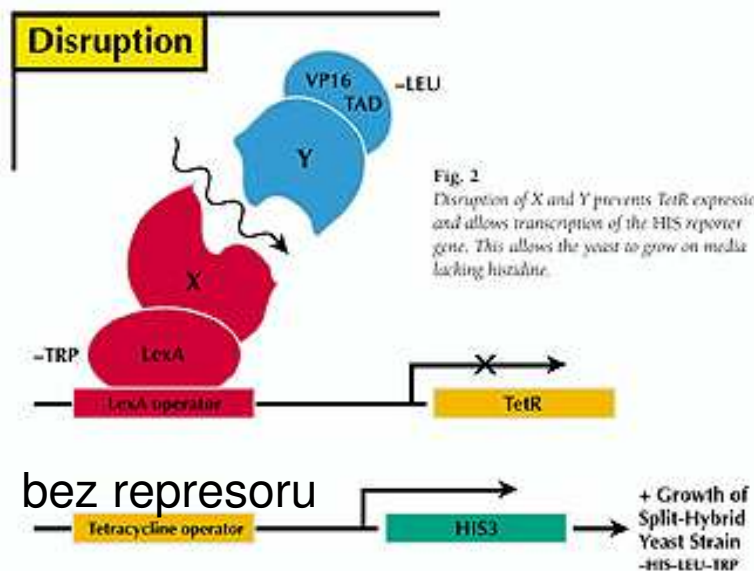 Disruption
VP16
TAD
-LEU
Y
Fig. 2
Disruption of X and Y prevents TetR expressio
and allows transcription of the HIS reporter
gene. This allows the yeast to grow on media
lacking histidine.
X
-TRP
LexA
LexA operator
X
TetR
bez represoru
Tetracycline operator
HIS3
+ Growth of
Split-Hybrid
Yeast Strain
-HIS-LEU-TRP